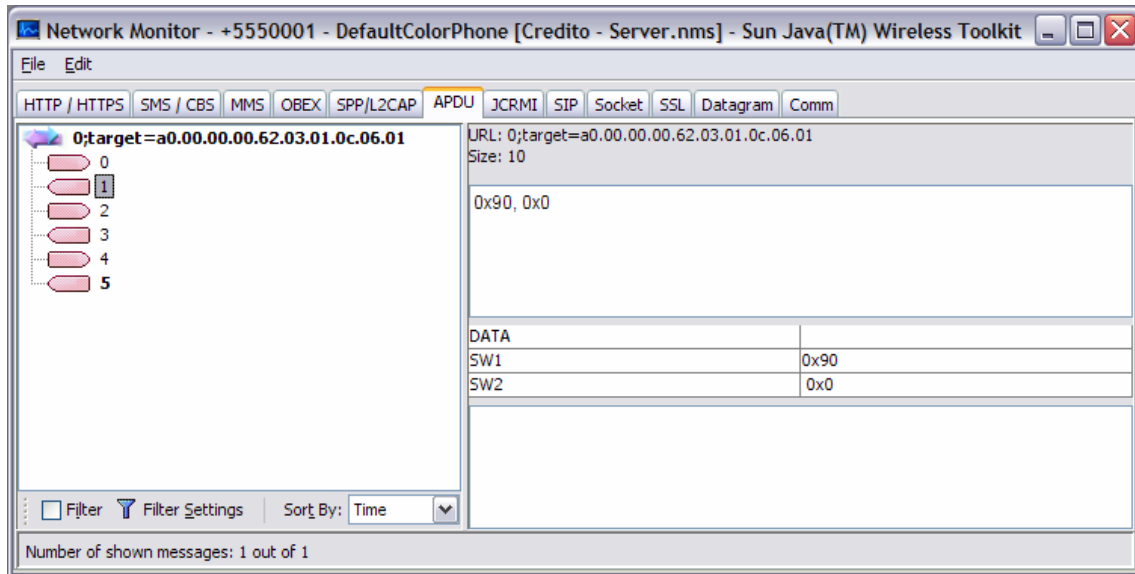 Network Monitor - +5550001 - DefaultColorPhone [Credito - Server.nms] - Sun Java(TM) Wireless Toolkit
File Edit
HTTP / HTTPS SMS / CBS MMS OBEX SPP/L2CAP APDU JCRMI SIP Socket SSL Datagram Comm
0;target=a0.00.00.00.62.03.01.0c.06.01
0
1
2
3
4
5
URL: 0;target=a0.00.00.00.62.03.01.0c.06.01
Size: 10
0x90, 0x0
DATA
SW1 0x90
SW2 0x0
Filter Filter Settings Sort By: Time
Number of shown messages: 1 out of 1